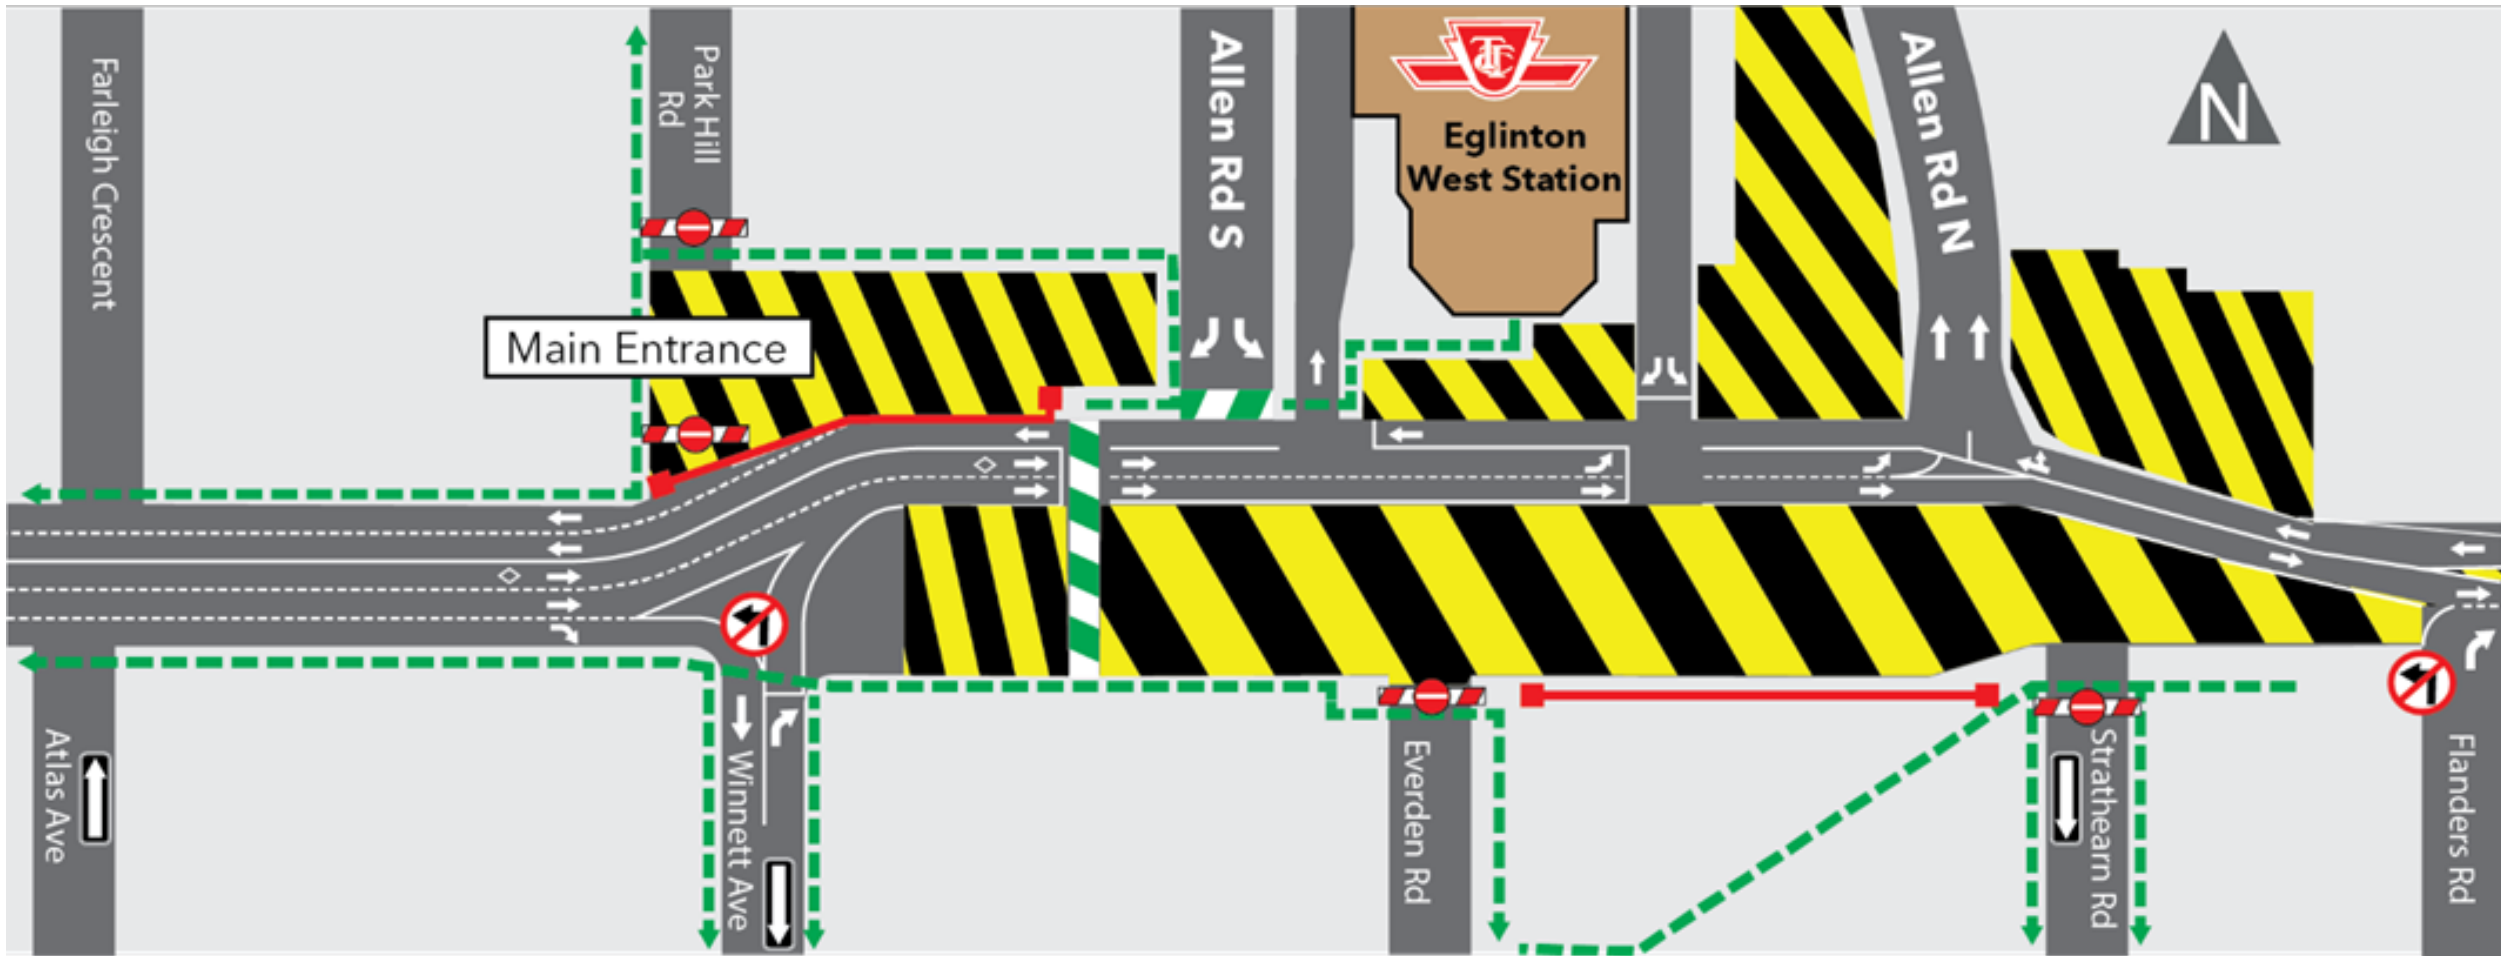 Farleigh Crescent
Park Hill
Rd
Allen Rd S
TTC
Eglinton
West Station
Allen Rd N
N
Main Entrance
Atlas Ave
Winnett Ave
Everden Rd
Strathearn Rd
Flanders Rd